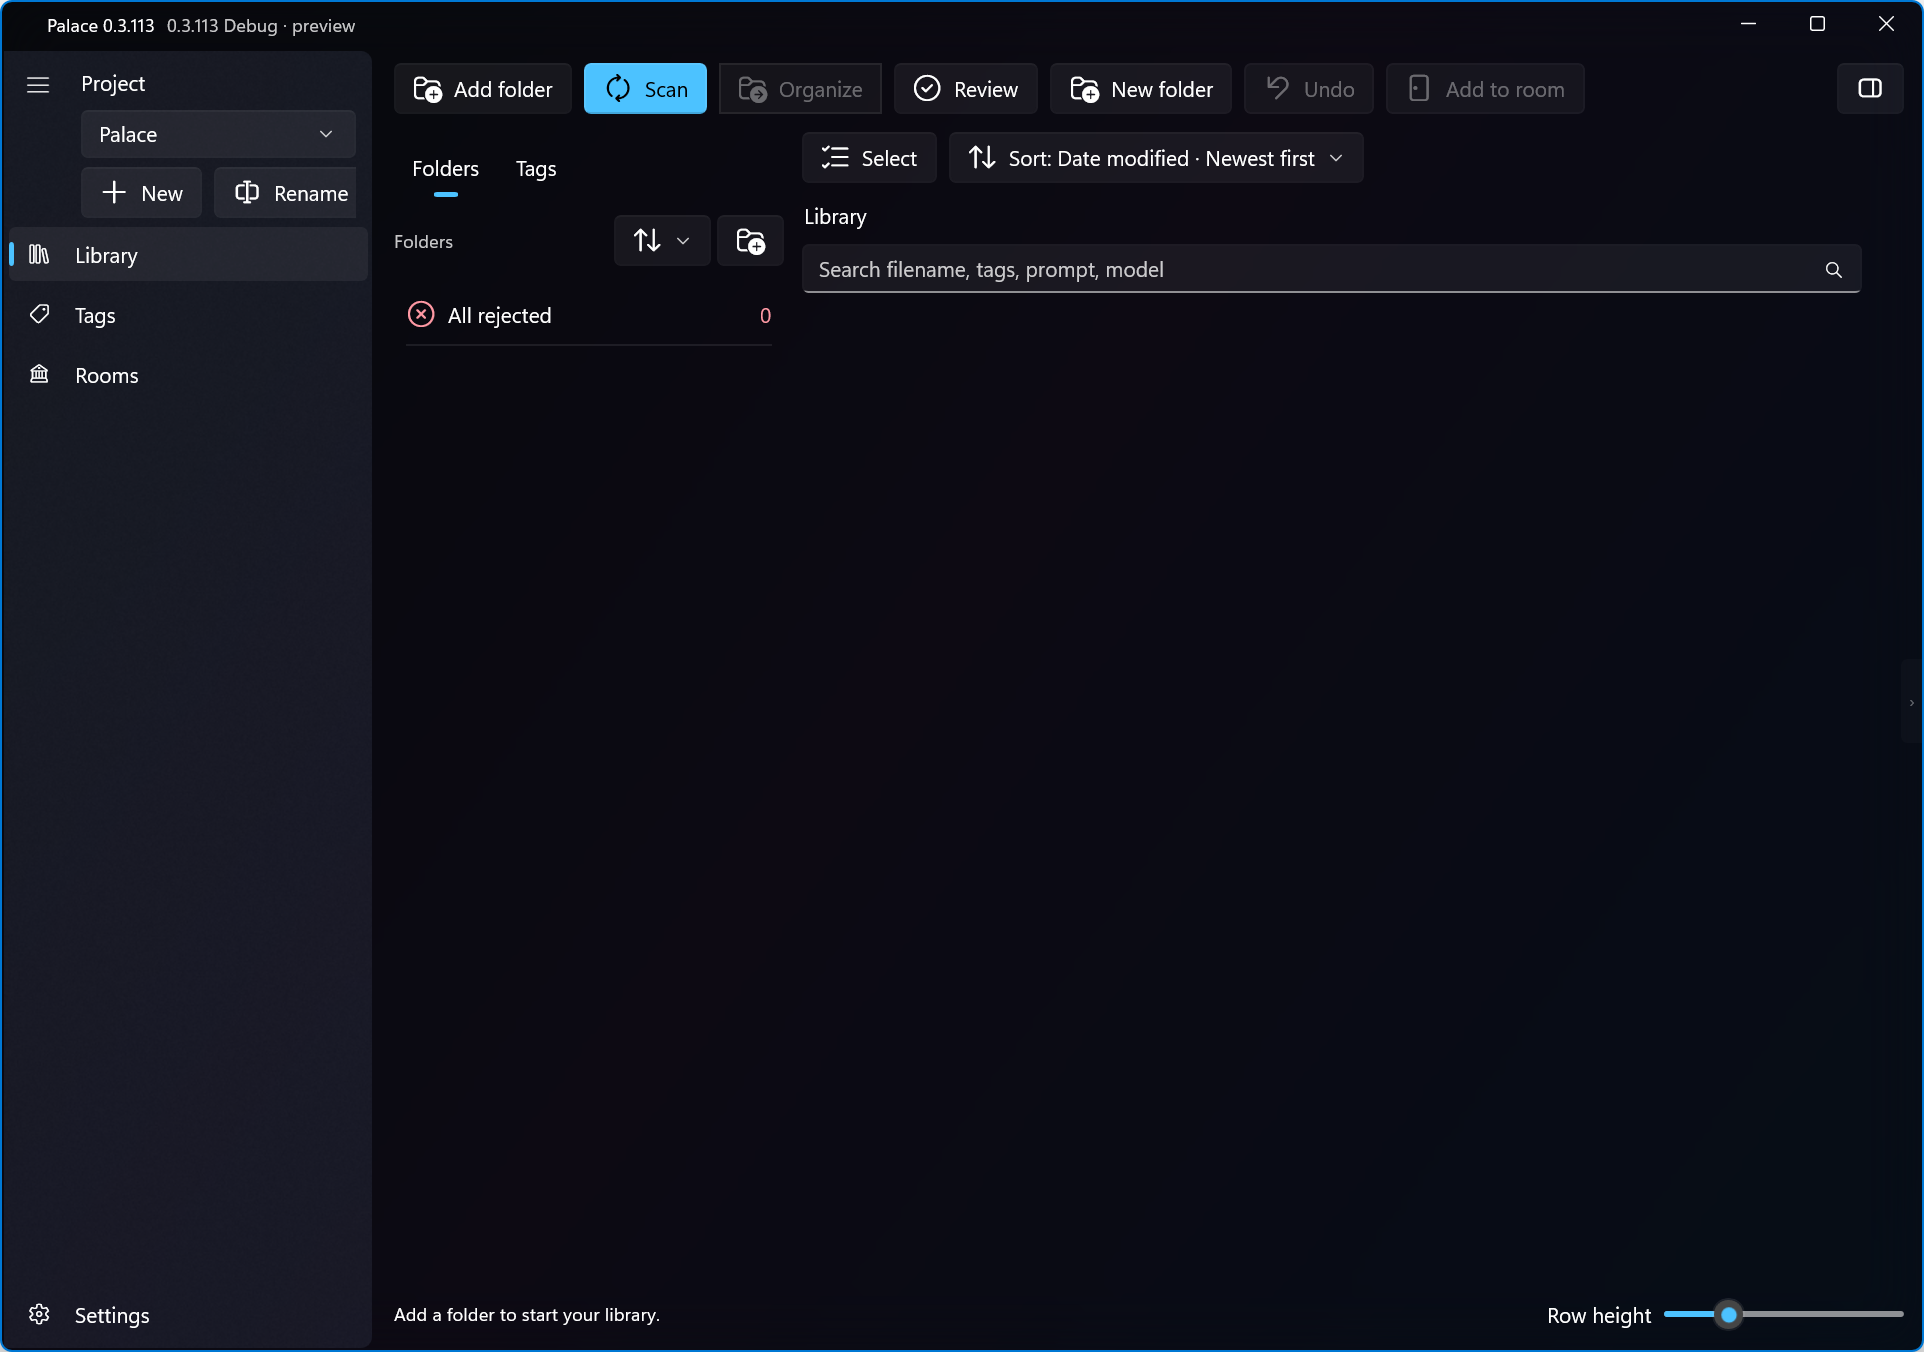 Palace 0.3.113 0.3.113 Debug · preview
Project
Palace
New Rename
Library
Tags
Rooms
Settings
Add folder Scan Organize Review New folder Undo Add to room
Folders Tags
Folders
All rejected 0
Select Sort: Date modified · Newest first
Library
Search filename, tags, prompt, model
Add a folder to start your library.
Row height